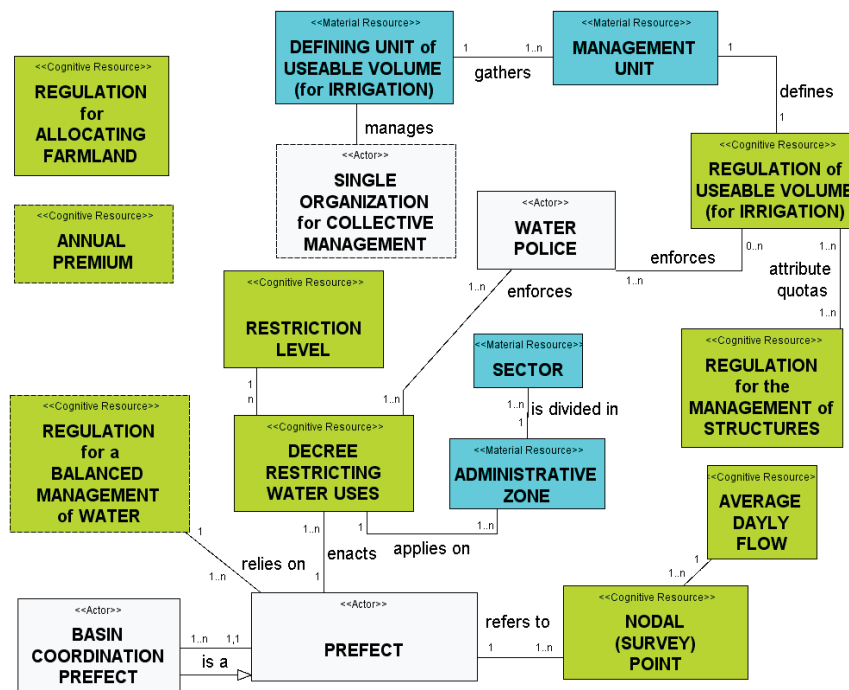 <<Material Resource>>
DEFINING UNIT of
USEABLE VOLUME
(for IRRIGATION)
1
1..n
gathers
<<Material Resource>>
MANAGEMENT
UNIT
1
defines
1
<<Cognitive Resource>>
REGULATION
for
ALLOCATING
FARMLAND
manages
<<Actor>>
SINGLE
ORGANIZATION
for COLLECTIVE
MANAGEMENT
<<Cognitive Resource>>
REGULATION of
USEABLE VOLUME
(for IRRIGATION)
<<Cognitive Resource>>
ANNUAL
PREMIUM
<<Actor>>
WATER
POLICE
0..n
enforces
1..n
1..n
attribute
quotas
1..n
1..n
enforces
1..n
<<Cognitive Resource>>
RESTRICTION
LEVEL
1
n
<<Material Resource>>
SECTOR
1..n
is divided in
1
<<Cognitive Resource>>
REGULATION
for the
MANAGEMENT of
STRUCTURES
<<Cognitive Resource>>
REGULATION
for a
BALANCED
MANAGEMENT
of WATER
<<Cognitive Resource>>
DECREE
RESTRICTING
WATER USES
<<Material Resource>>
ADMINISTRATIVE
ZONE
<<Cognitive Resource>>
AVERAGE
DAYLY
FLOW
1
relies on
1..n
1..n
enacts
1
1
applies on
1..n
1
1..n
<<Actor>>
BASIN
COORDINATION
PREFECT
1..n
1,1
is a
<<Actor>>
PREFECT
refers to
1
1..n
<<Cognitive Resource>>
NODAL
(SURVEY)
POINT